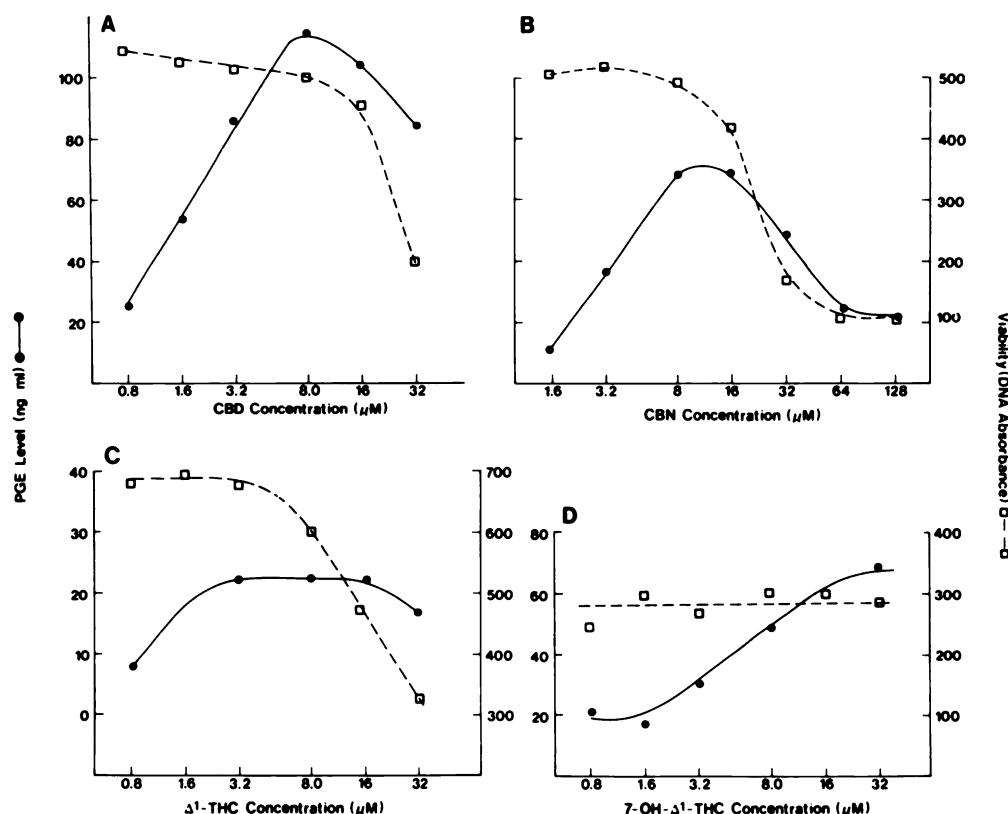 A
100
80
60
40
20
0.8 1.6 3.2 8.0 16 32
CBD Concentration (μM)
B
500
400
300
200
100
1.6 3.2 8 16 32 64 128
CBN Concentration (μM)
PGE Level (ng ml)
Viability (DNA Absorbance)
C
40
30
20
10
0
700
600
500
400
300
0.8 1.6 3.2 8.0 16 32
Δ¹-THC Concentration (μM)
D
80
60
40
20
400
300
200
100
0.8 1.6 3.2 8.0 16 32
7-OH-Δ¹-THC Concentration (μM)